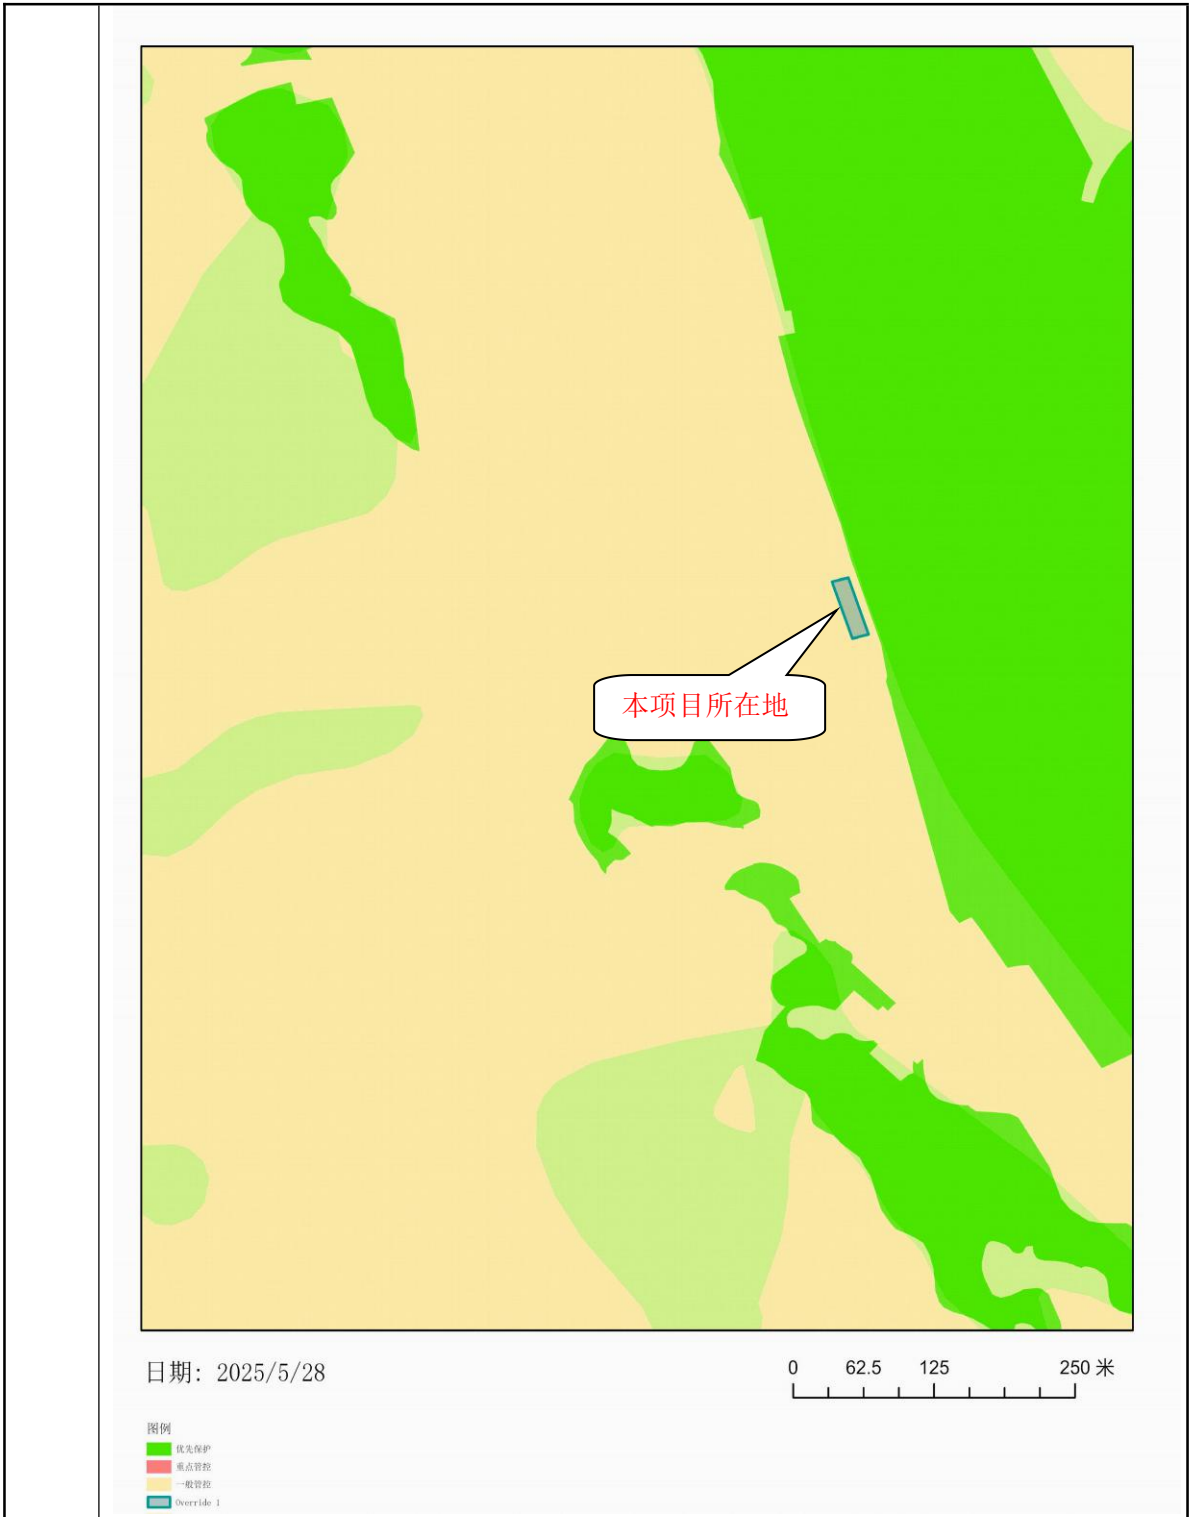 本项目所在地
日期: 2025/5/28
0 62.5 125 250 米
图例
优先保护
重点管控
一般管控
Override 1